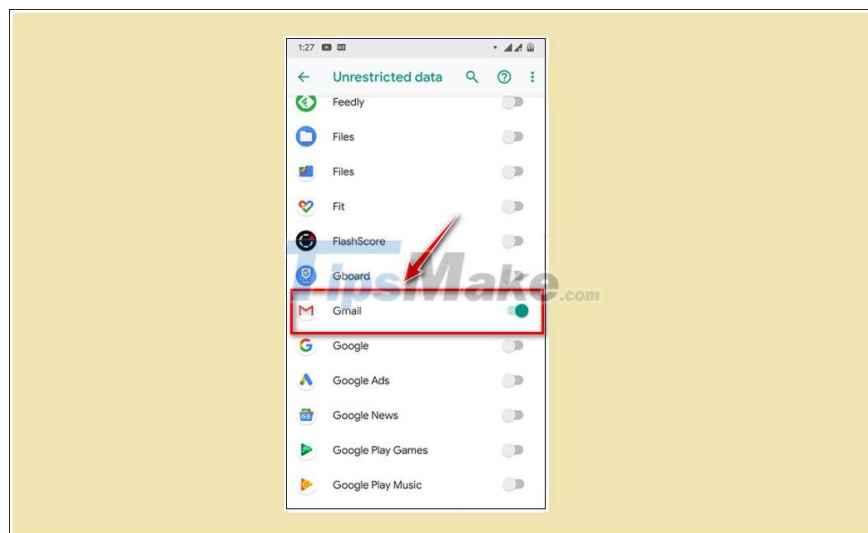 1:27
Unrestricted data
Feedly
Files
Files
Fit
FlashScore
Gboard
TipsMake.com
Gmail
Google
Google Ads
Google News
Google Play Games
Google Play Music